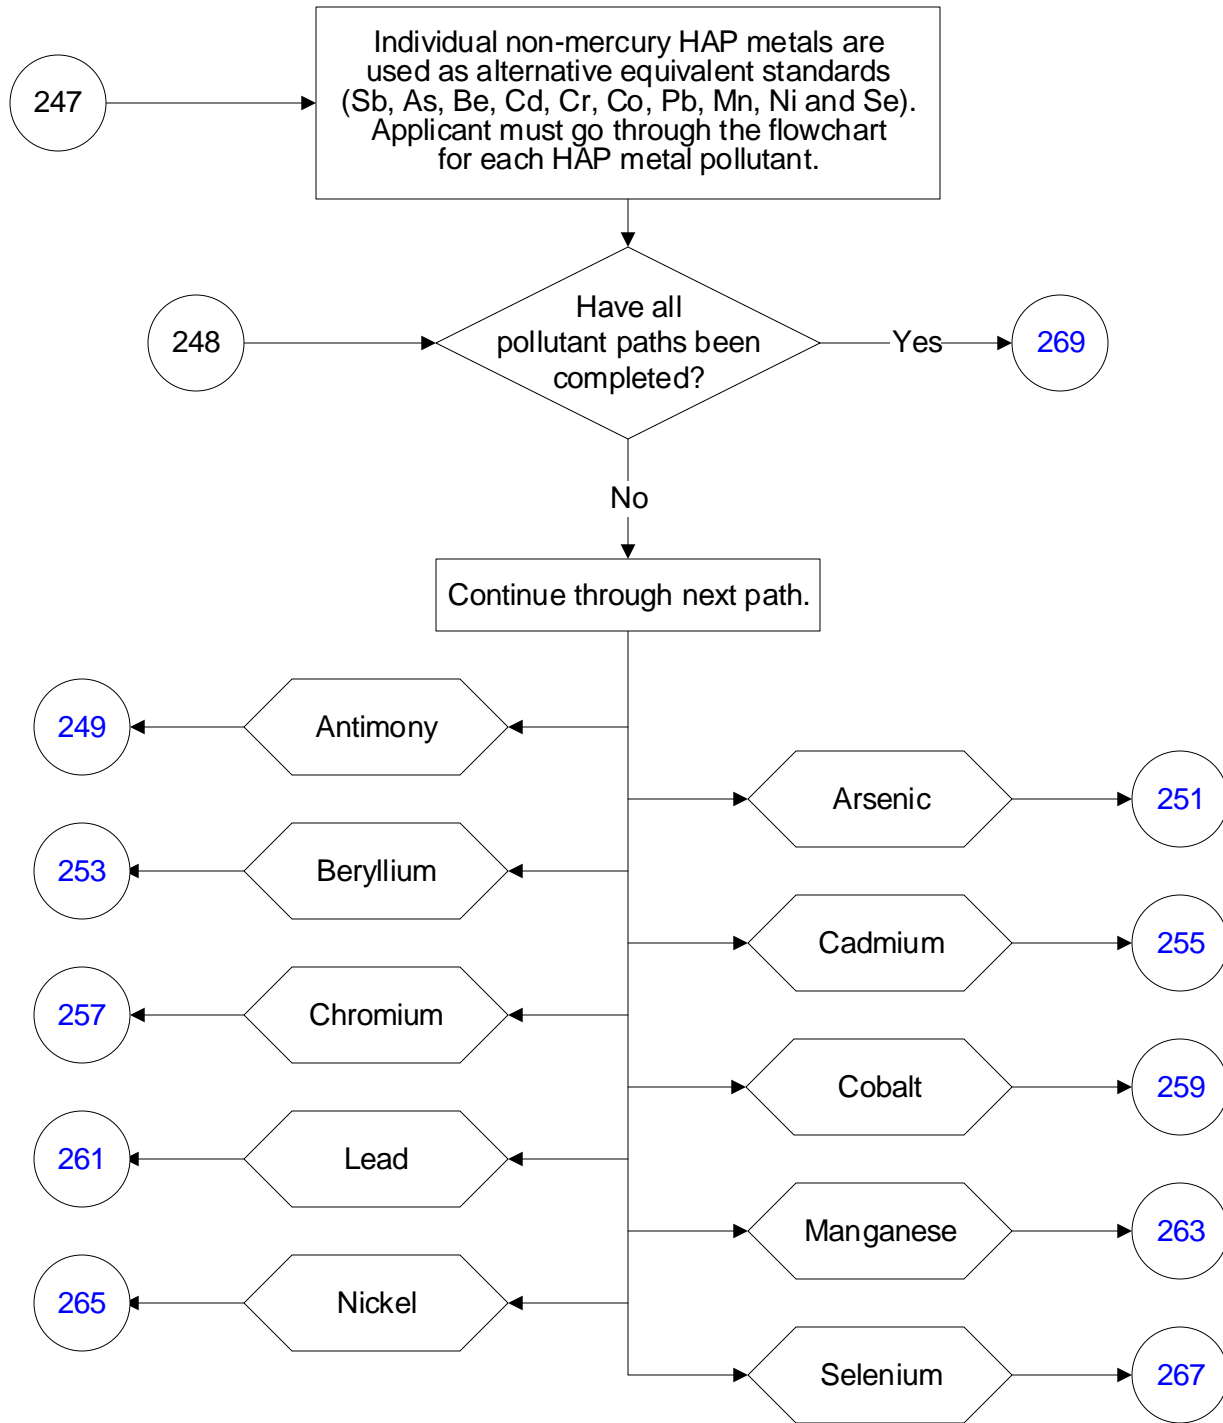 Individual non-mercury HAP metals are
used as alternative equivalent standards
(Sb, As, Be, Cd, Cr, Co, Pb, Mn, Ni and Se).
Applicant must go through the flowchart
for each HAP metal pollutant.
247
Have all
pollutant paths been
completed?
248
Yes
269
No
Continue through next path.
249
Antimony
Arsenic
251
253
Beryllium
Cadmium
255
257
Chromium
Cobalt
259
261
Lead
Manganese
263
265
Nickel
Selenium
267